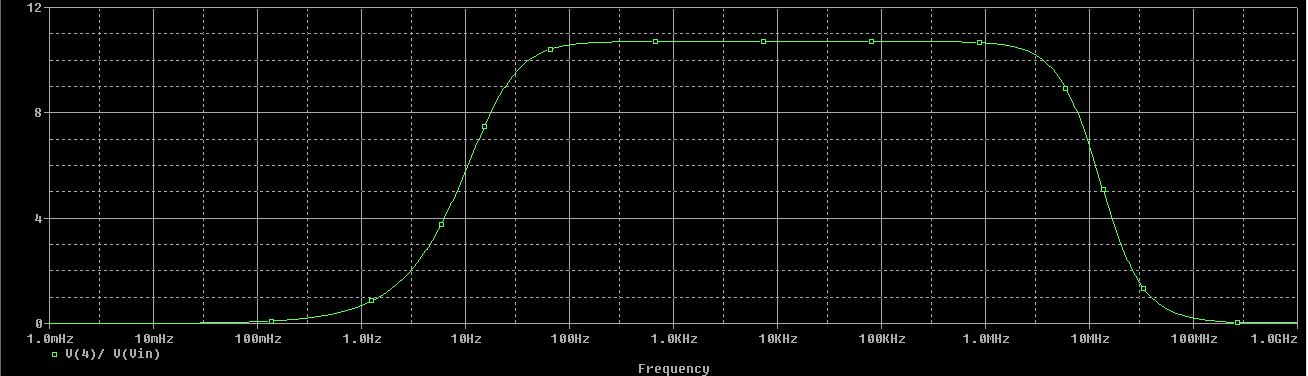 12
8
4
0
1.0mHz 10mHz 100mHz 1.0Hz 10Hz 100Hz 1.0KHz 10KHz 100KHz 1.0MHz 10MHz 100MHz 1.0GHz
V(4)/ V(Vin)
Frequency